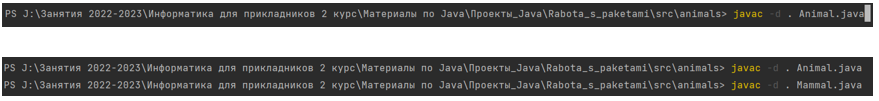 PS J:\Занятия 2022-2023\Информатика для прикладников 2 курс\Материалы по Java\Проекты_Java\Rabota_s_paketami\src\animals> javac -d . Animal.java
PS J:\Занятия 2022-2023\Информатика для прикладников 2 курс\Материалы по Java\Проекты_Java\Rabota_s_paketami\src\animals> javac -d . Animal.java
PS J:\Занятия 2022-2023\Информатика для прикладников 2 курс\Материалы по Java\Проекты_Java\Rabota_s_paketami\src\animals> javac -d . Mammal.java